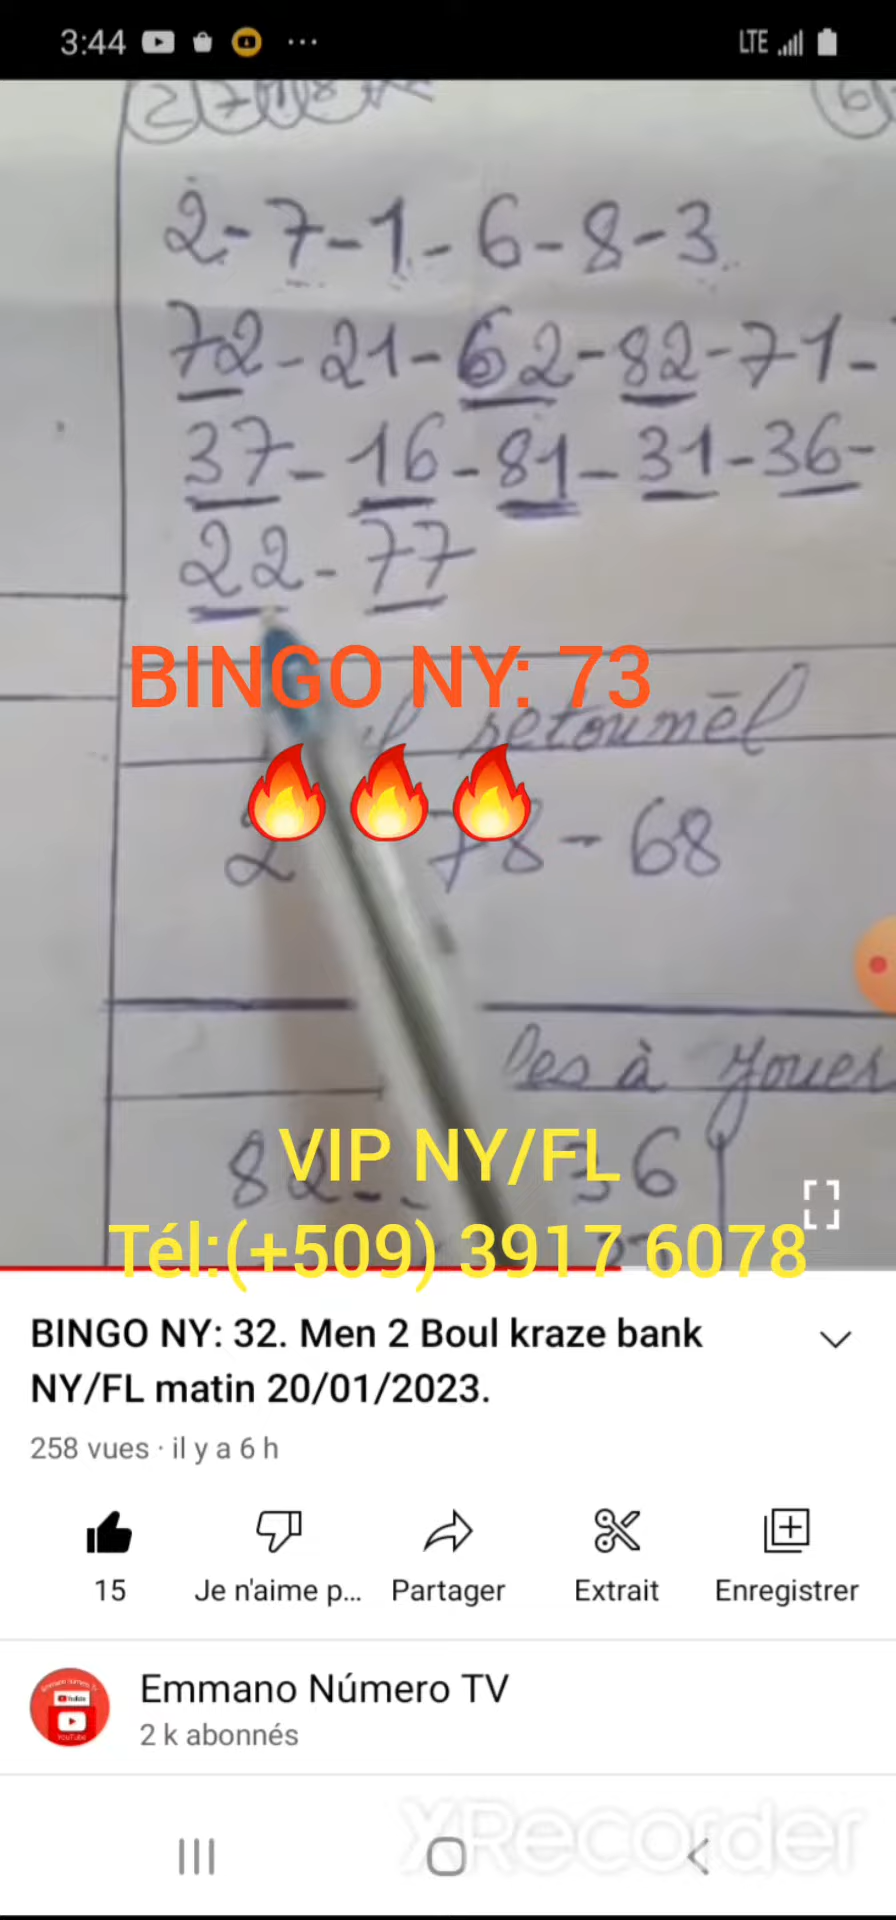 3:44
LTE
2-7-1-6-8-3
72-21-62-82-71-
37-16-81-31-36-
22-77
BINGO NY: 73
78-68
à
82
36
VIP NY/FL
Tél:(+509) 3917 6078
BINGO NY: 32. Men 2 Boul kraze bank
NY/FL matin 20/01/2023.
258 vues · il y a 6 h
15
Je n'aime p...
Partager
Extrait
Enregistrer
Emmano Número TV
2 k abonnés
XRecorder